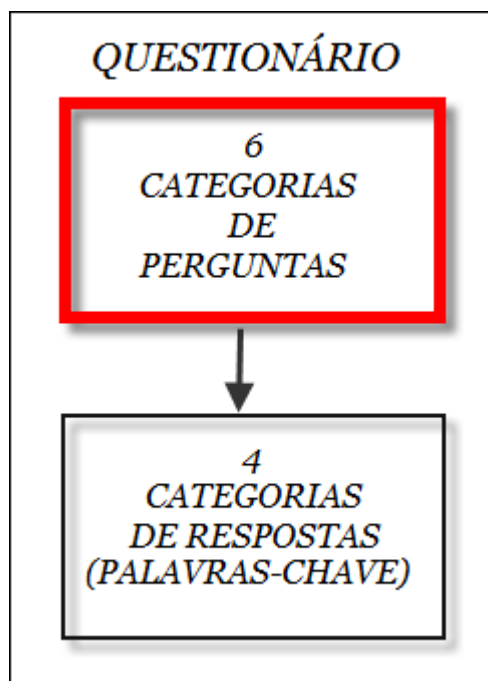 QUESTIONÁRIO
6
CATEGORIAS
DE
PERGUNTAS
4
CATEGORIAS
DE RESPOSTAS
(PALAVRAS-CHAVE)